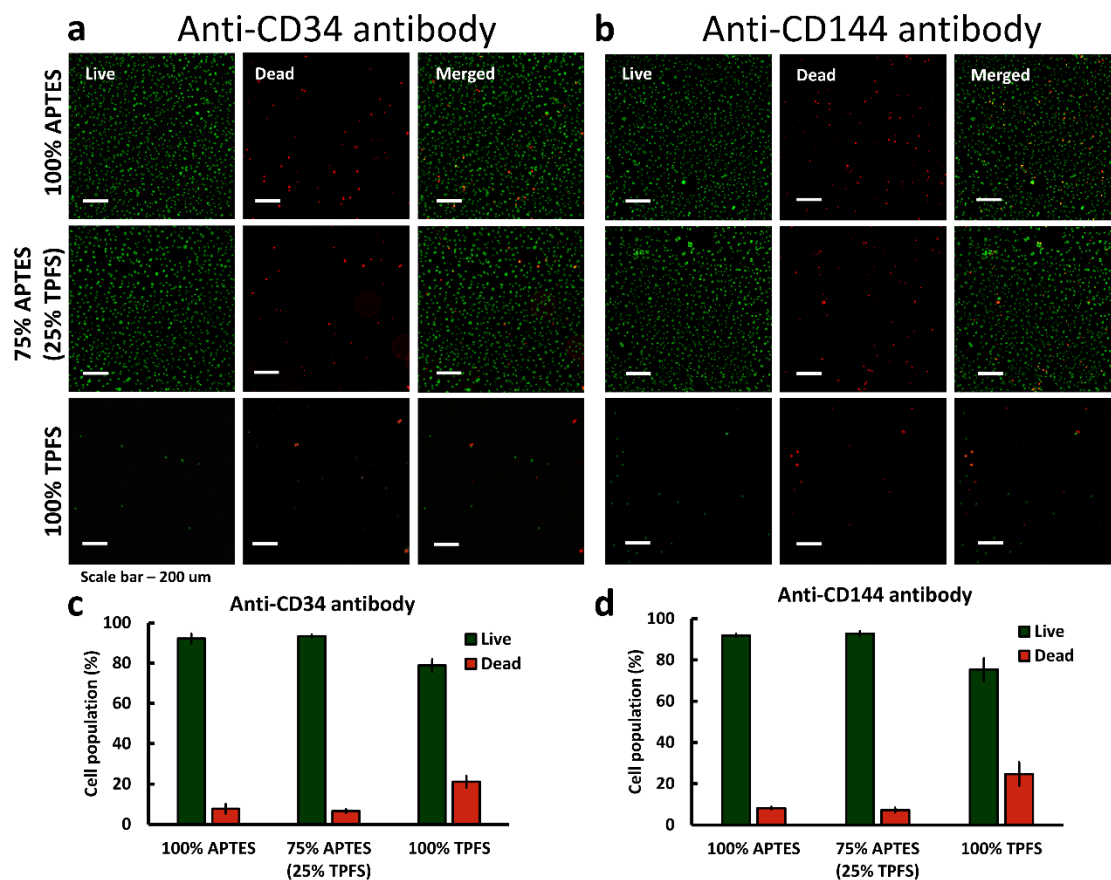 a Anti-CD34 antibody
b Anti-CD144 antibody
Live Dead Merged
Live Dead Merged
100% APTES
75% APTES
(25% TPFS)
100% TPFS
Scale bar – 200 um
c Anti-CD34 antibody
Cell population (%)
100
80
60
40
20
0
Live
Dead
100% APTES
75% APTES
(25% TPFS)
100% TPFS
d Anti-CD144 antibody
Cell population (%)
100
80
60
40
20
0
Live
Dead
100% APTES
75% APTES
(25% TPFS)
100% TPFS